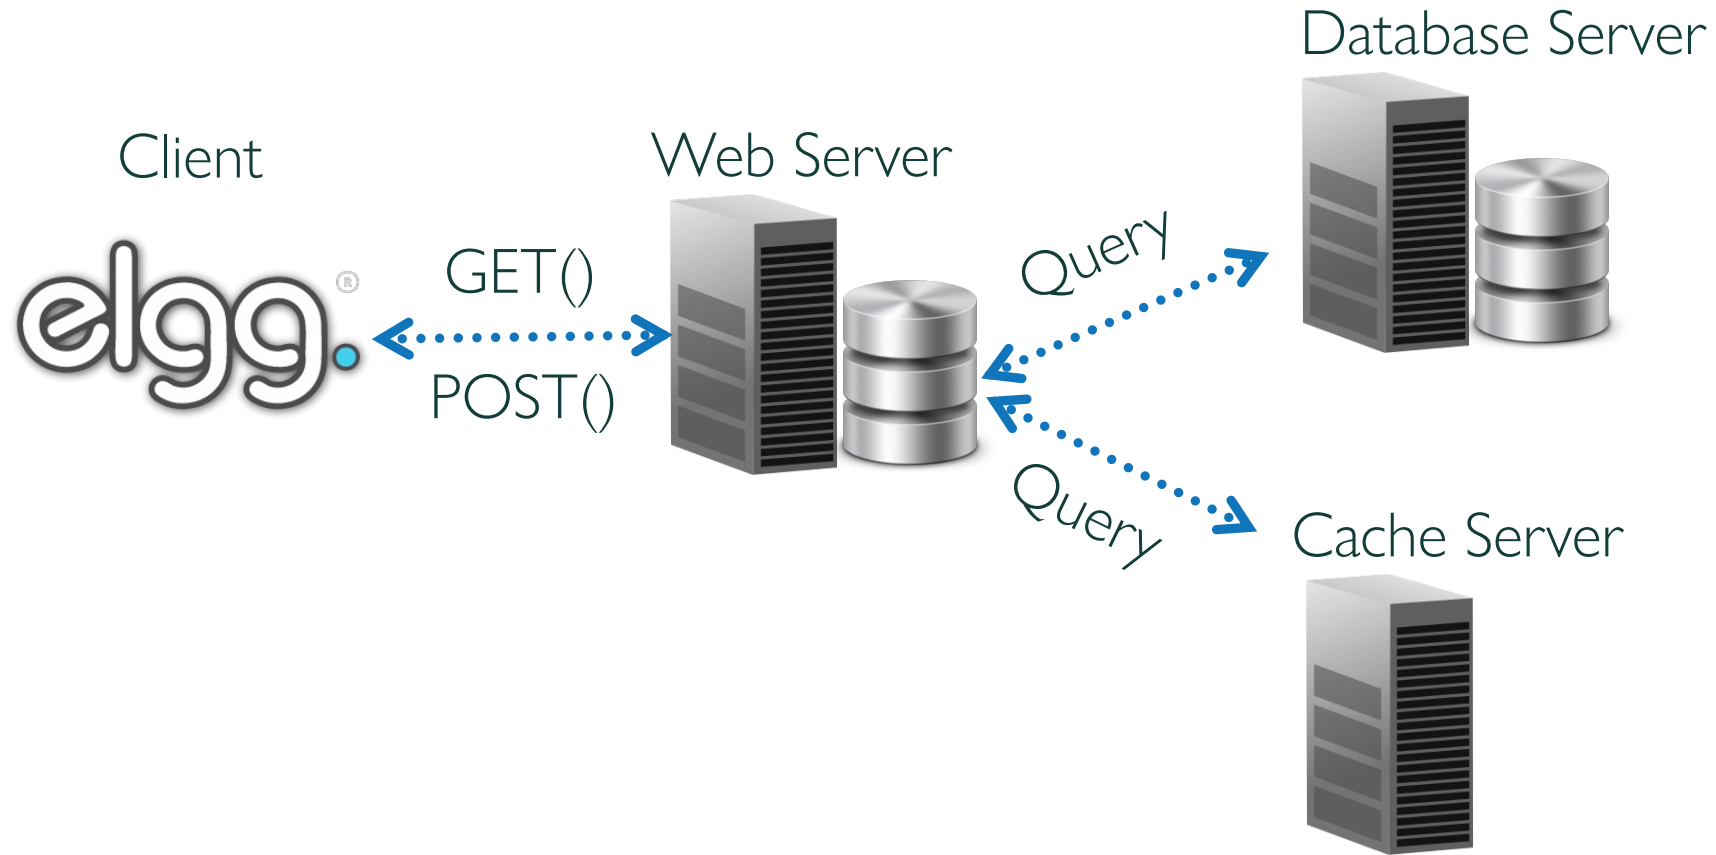 Database Server
Client
Web Server
elgg.®
GET()
POST()
Query
Query
Cache Server